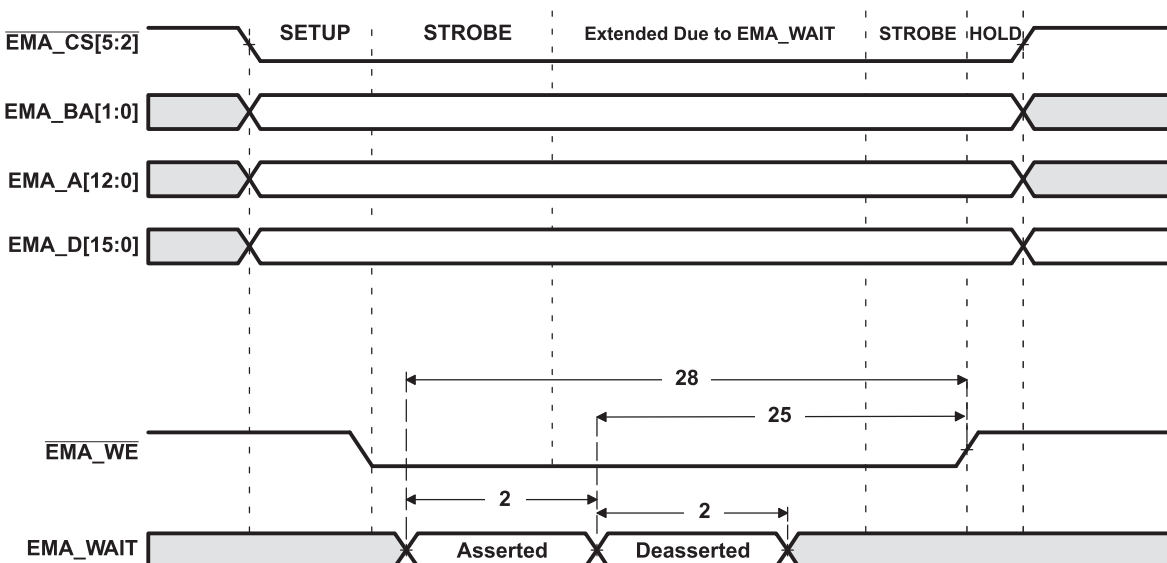 EMA_CS[5:2]
SETUP
STROBE
Extended Due to EMA_WAIT
STROBE
HOLD
EMA_BA[1:0]
EMA_A[12:0]
EMA_D[15:0]
28
25
EMA_WE
2
2
EMA_WAIT
Asserted
Deasserted